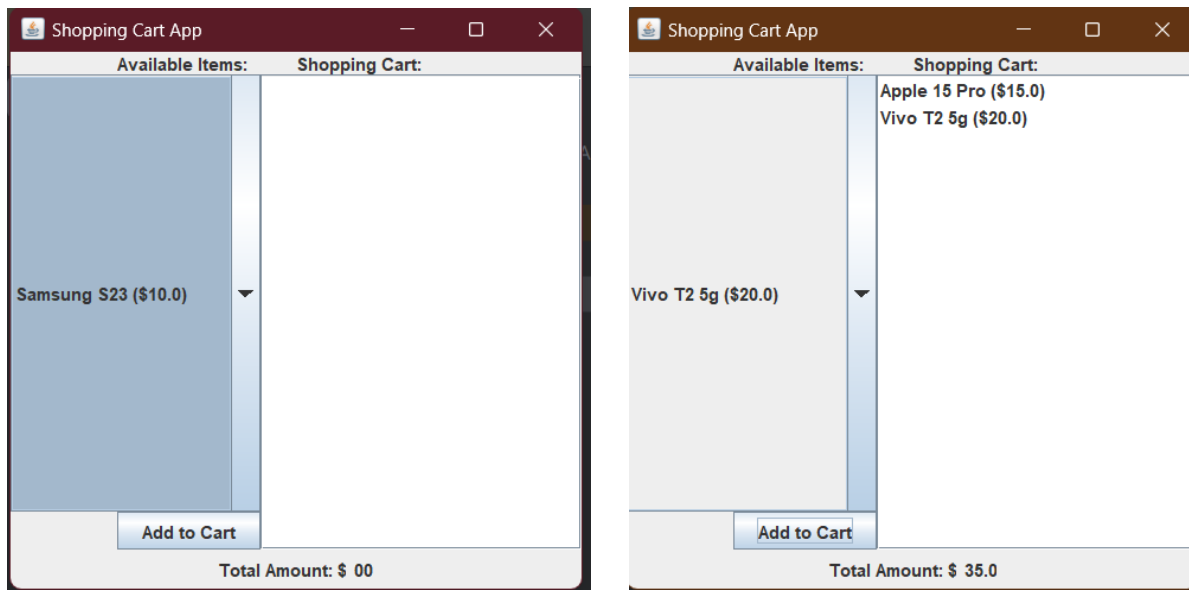 Shopping Cart App
Available Items: Shopping Cart:
Samsung S23 ($10.0)
Add to Cart
Total Amount: $ 00
Shopping Cart App
Available Items: Shopping Cart:
Apple 15 Pro ($15.0)
Vivo T2 5g ($20.0)
Vivo T2 5g ($20.0)
Add to Cart
Total Amount: $ 35.0